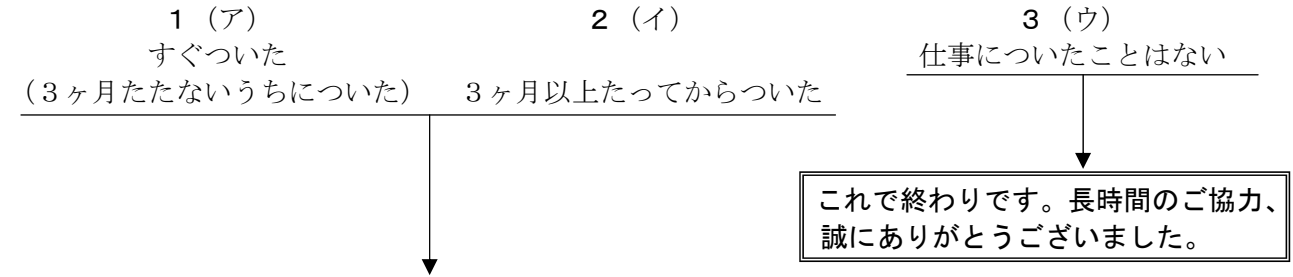 1（ア）　2（イ）　3（ウ）
すぐついた　仕事についたことはない
（３ヶ月たたないうちについた）　３ヶ月以上たってからついた
これで終わりです。長時間のご協力、
誠にありがとうございました。